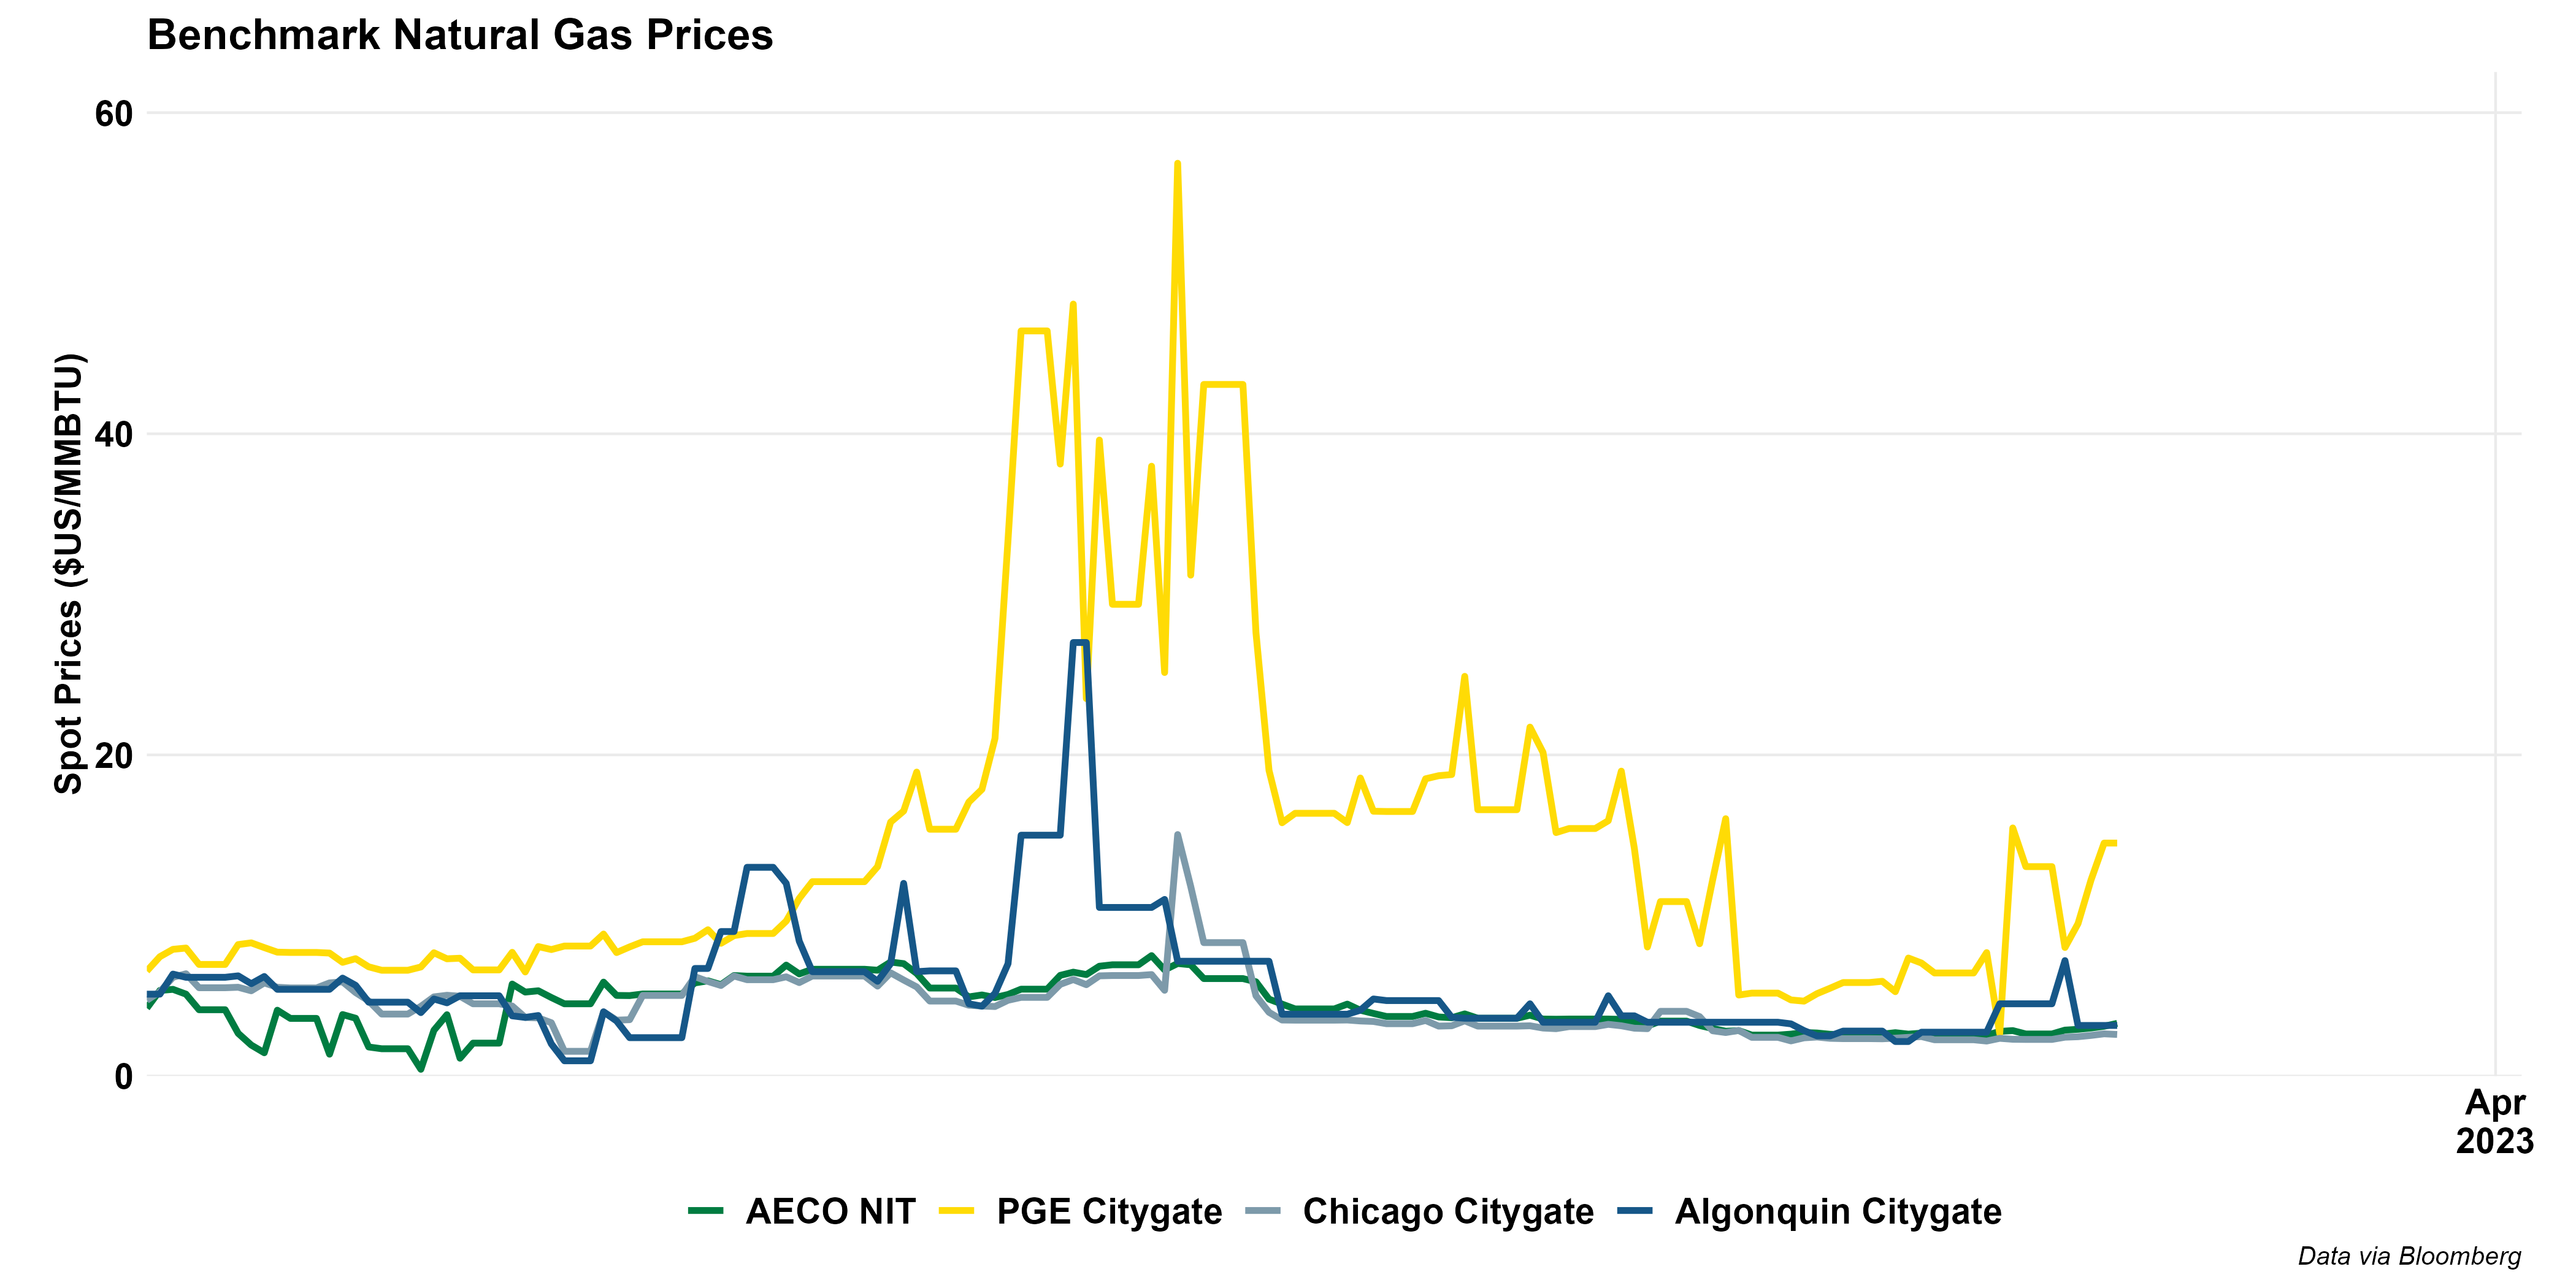 Benchmark Natural Gas Prices
Spot Prices ($US/MMBTU)
60
40
20
0
Apr
2023
AECO NIT
PGE Citygate
Chicago Citygate
Algonquin Citygate
Data via Bloomberg